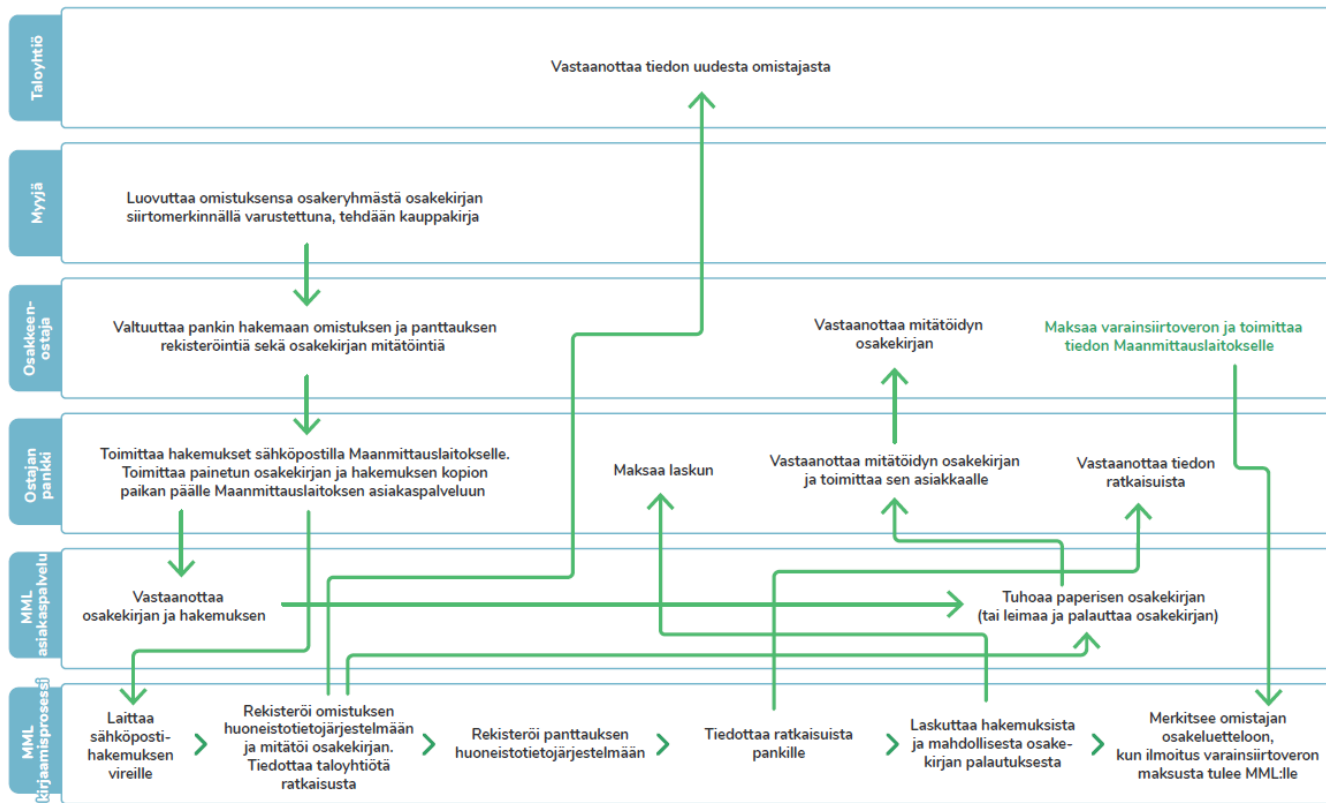 Taloyhtiö
Vastaanottaa tiedon uudesta omistajasta
Myyjä
Luovuttaa omistuksensa osakeryhmästä osakekirjan
siirtomerkinnällä varustettuna, tehdään kauppakirja
Osakkeen-
ostaja
Valtuuttaa pankin hakemaan omistuksen ja panttauksen
rekisteröintiä sekä osakekirjan mitätöintiä
Vastaanottaa mitätöidyn
osakekirjan
Maksaa varainsiirtoveron ja toimittaa
tiedon Maanmittauslaitokselle
Ostajan
pankki
Toimittaa hakemukset sähköpostilla Maanmittauslaitokselle.
Toimittaa painetun osakekirjan ja hakemuksen kopion
paikan päälle Maanmittauslaitoksen asiakaspalveluun
Maksaa laskun
Vastaanottaa mitätöidyn osakekirjan
ja toimittaa sen asiakkaalle
Vastaanottaa tiedon
ratkaisuista
MML
asiakaspalvelu
Vastaanottaa
osakekirjan ja hakemuksen
Tuhoaa paperisen osakekirjan
(tai leimaa ja palauttaa osakekirjan)
MML
kirjaamisprosessi
Laittaa
sähköposti-
hakemuksen
vireille
Rekisteröi omistuksen
huoneistotietojärjestelmään
ja mitätöi osakekirjan.
Tiedottaa taloyhtiötä
ratkaisusta
Rekisteröi panttauksen
huoneistotietojärjestelmään
Tiedottaa ratkaisuista
pankille
Laskuttaa hakemuksista
ja mahdollisesta osake-
kirjan palautuksesta
Merkitsee omistajan
osakeluetteloon,
kun ilmoitus varainsiirtoveron
maksusta tulee MML:lle